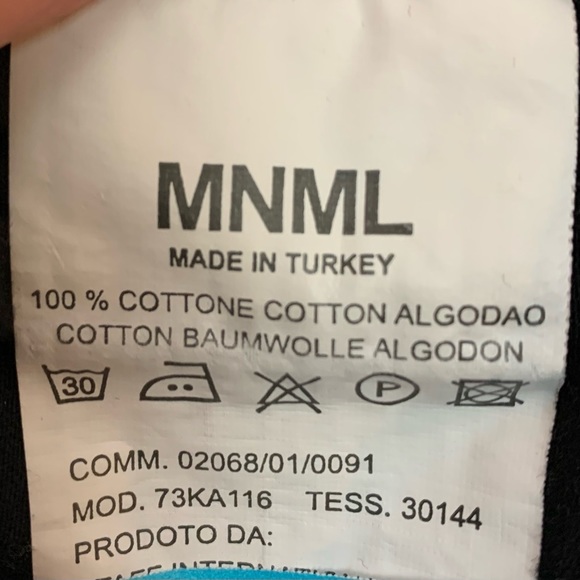 MNML
MADE IN TURKEY
100 % COTTONE COTTON ALGODAO
COTTON BAUMWOLLE ALGODON
30
P
COMM. 02068/01/0091
MOD. 73KA116 TESS. 30144
PRODOTO DA: